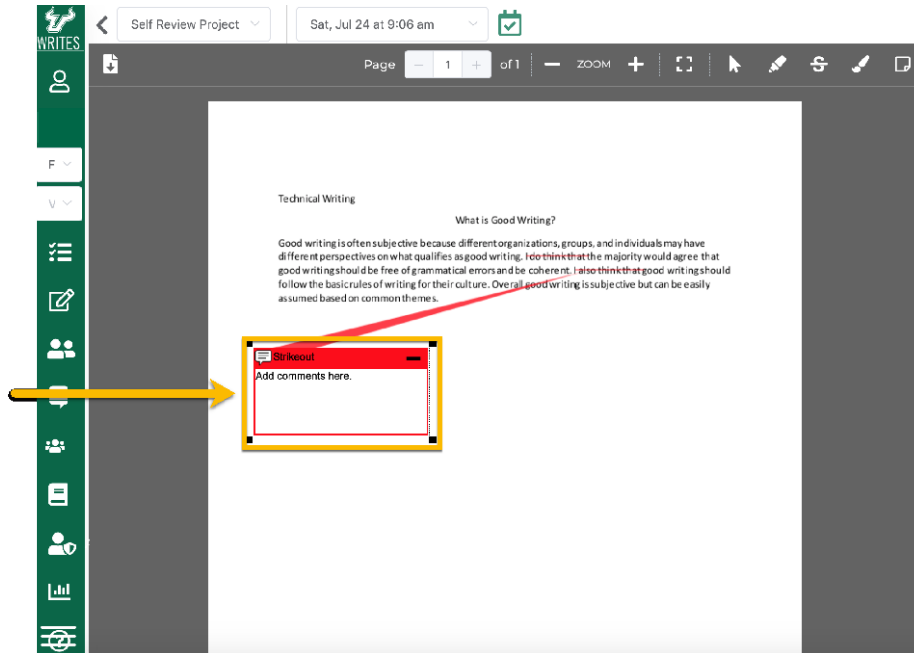 WRITES
Self Review Project
Sat, Jul 24 at 9:06 am
Page − 1 + of 1 ZOOM
F
V
Technical Writing
What is Good Writing?
Good writing is often subjective because different organizations, groups, and individuals may have
different perspectives on what qualifies as good writing. I do think that the majority would agree that
good writing should be free of grammatical errors and be coherent. I also think that good writing should
follow the basic rules of writing for their culture. Overall good writing is subjective but can be easily
assumed based on common themes.
Strikeout
Add comments here.